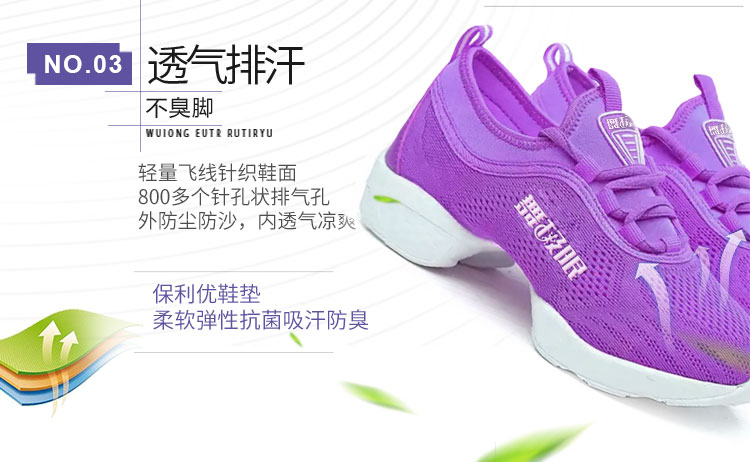 NO.03
透气排汗
不臭脚
WUIONG EUTR RUTIRYU
轻量飞线针织鞋面
800多个针孔状排气孔
外防尘防沙，内透气凉爽
保利优鞋垫
柔软弹性抗菌吸汗防臭